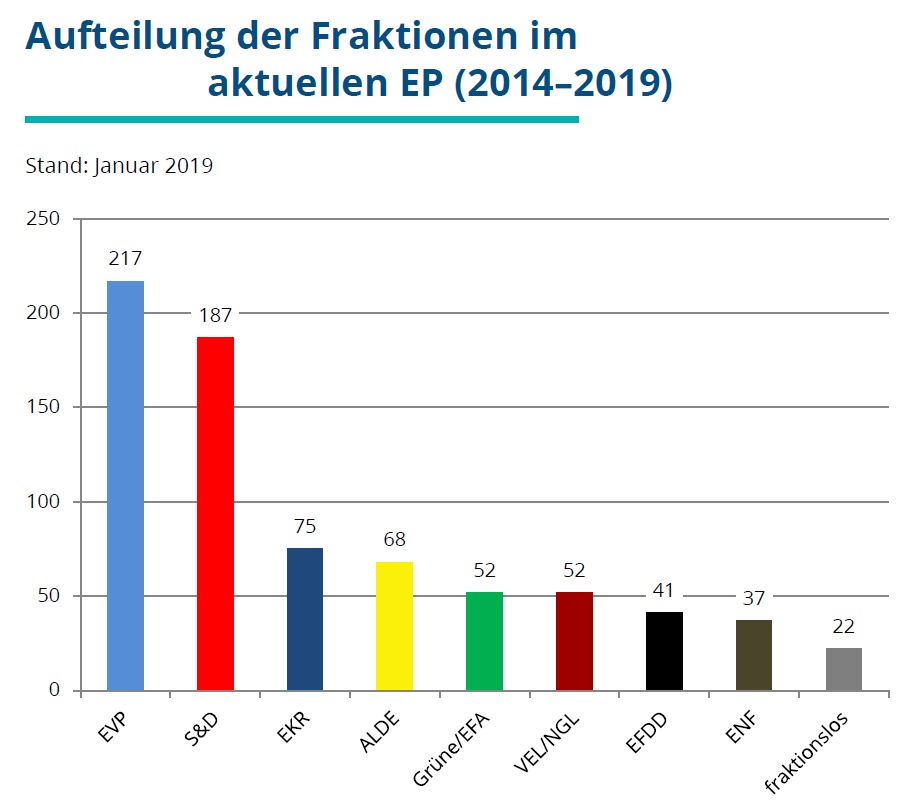 Aufteilung der Fraktionen im
aktuellen EP (2014–2019)
Stand: Januar 2019
250
200
150
100
50
0
217
187
75
68
52
52
41
37
22
EVP
S&D
EKR
ALDE
Grüne/EFA
VEL/NGL
EFDD
ENF
fraktionslos